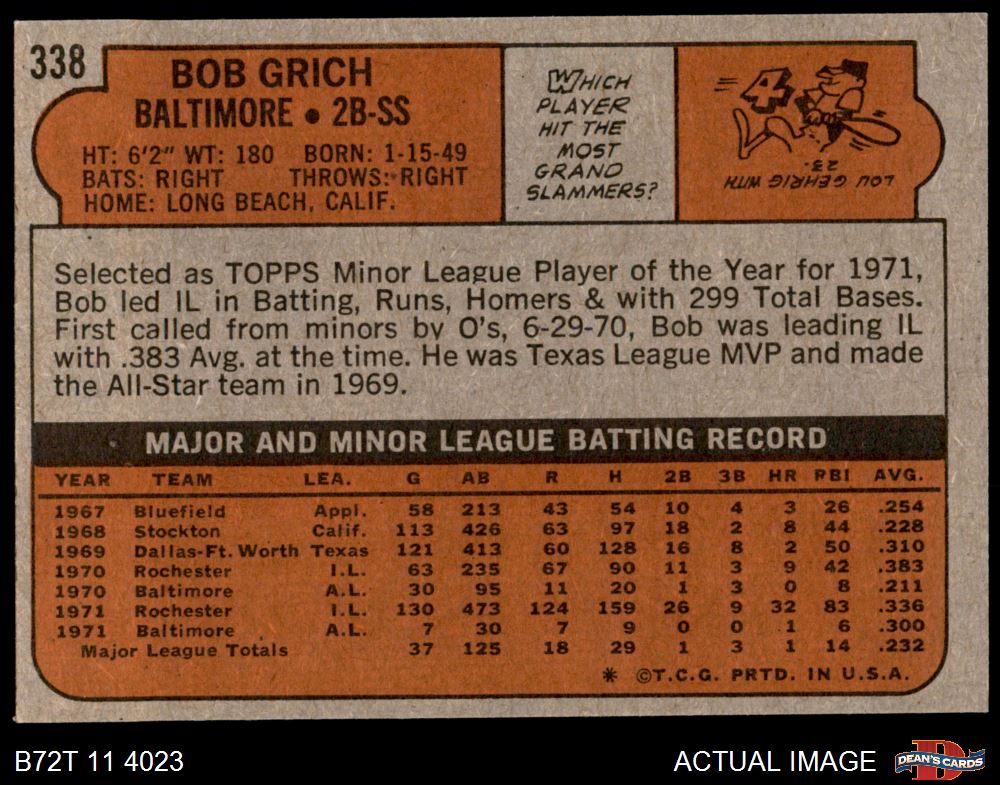 338
BOB GRICH
BALTIMORE • 2B-SS
HT: 6'2" WT: 180 BORN: 1-15-49
BATS: RIGHT THROWS: RIGHT
HOME: LONG BEACH, CALIF.
WHICH
PLAYER
HIT THE
MOST
GRAND
SLAMMERS?
4
LOU GEHRIG WITH
23.
Selected as TOPPS Minor League Player of the Year for 1971,
Bob led IL in Batting, Runs, Homers & with 299 Total Bases.
First called from minors by O's, 6-29-70, Bob was leading IL
with .383 Avg. at the time. He was Texas League MVP and made
the All-Star team in 1969.
MAJOR AND MINOR LEAGUE BATTING RECORD
YEAR TEAM LEA. G AB R H 2B 3B HR RBI AVG.
1967 Bluefield Appl. 58 213 43 54 10 4 3 26 .254
1968 Stockton Calif. 113 426 63 97 18 2 8 44 .228
1969 Dallas-Ft. Worth Texas 121 413 60 128 16 8 2 50 .310
1970 Rochester I.L. 63 235 67 90 11 3 9 42 .383
1970 Baltimore A.L. 30 95 11 20 1 3 0 8 .211
1971 Rochester I.L. 130 473 124 159 26 9 32 83 .336
1971 Baltimore A.L. 7 30 7 9 0 0 1 6 .300
Major League Totals 37 125 18 29 1 3 1 14 .232
* ©T.C.G. PRTD. IN U.S.A.
B72T 11 4023
ACTUAL IMAGE
D
DEAN'S CARDS